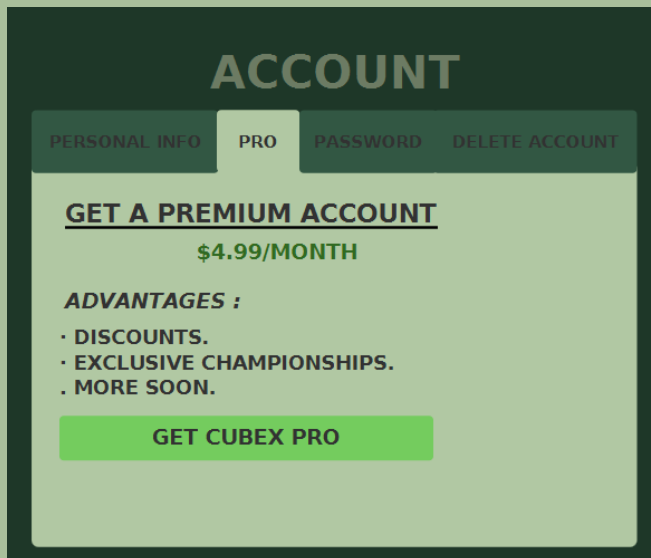 ACCOUNT
PERSONAL INFO PRO PASSWORD DELETE ACCOUNT
GET A PREMIUM ACCOUNT
$4.99/MONTH
ADVANTAGES :
· DISCOUNTS.
· EXCLUSIVE CHAMPIONSHIPS.
. MORE SOON.
GET CUBEX PRO